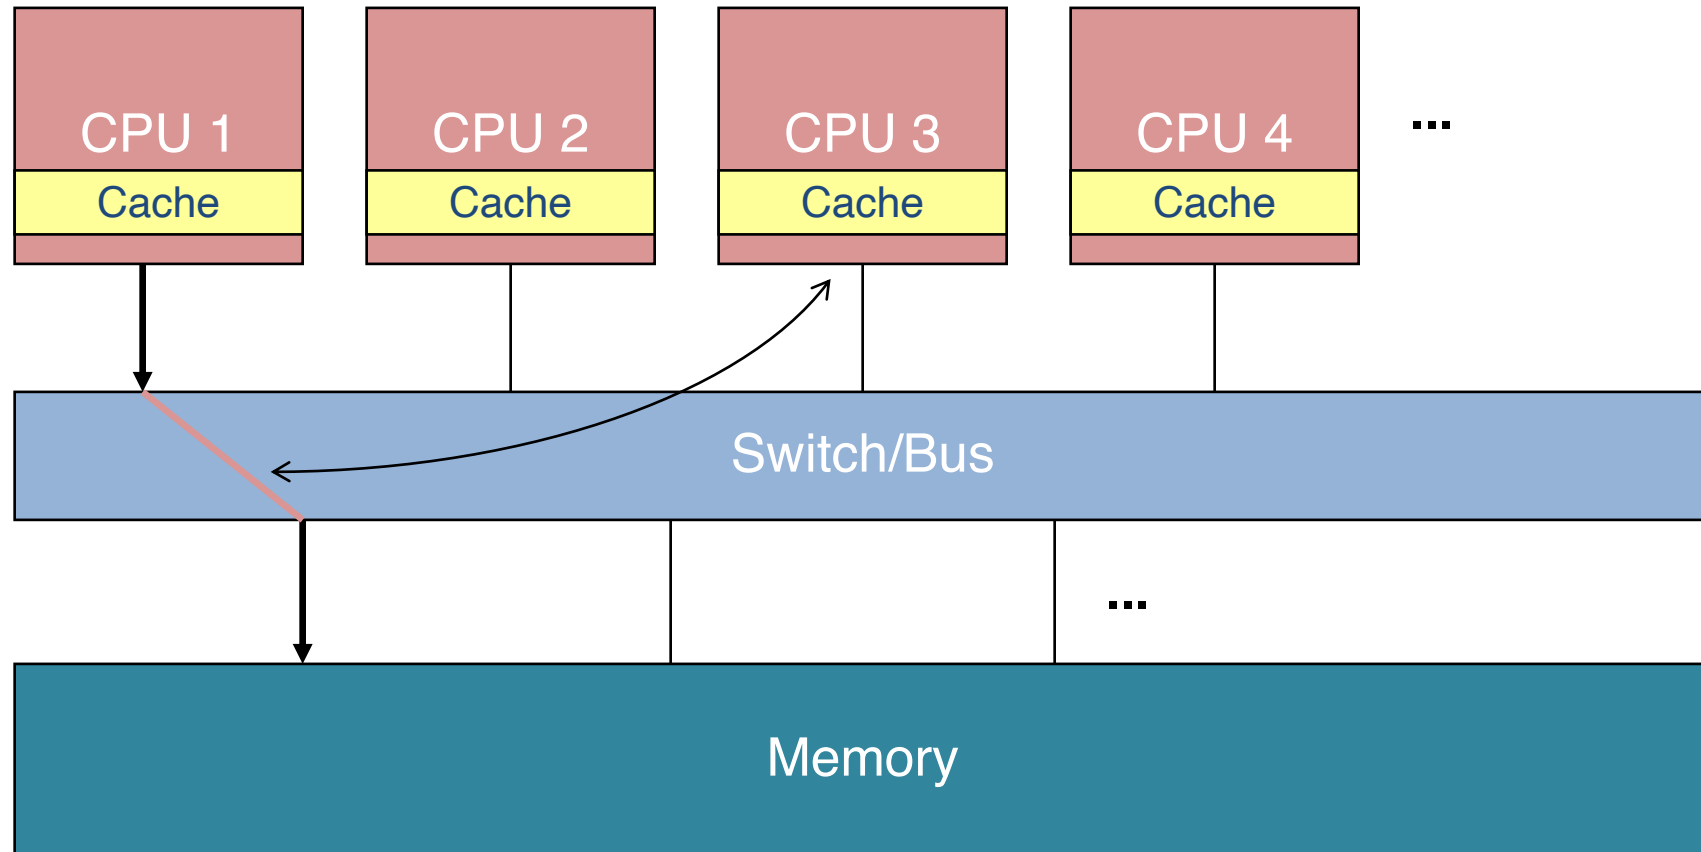 CPU 1
CPU 2
CPU 3
CPU 4
...
Cache
Cache
Cache
Cache
Switch/Bus
...
Memory